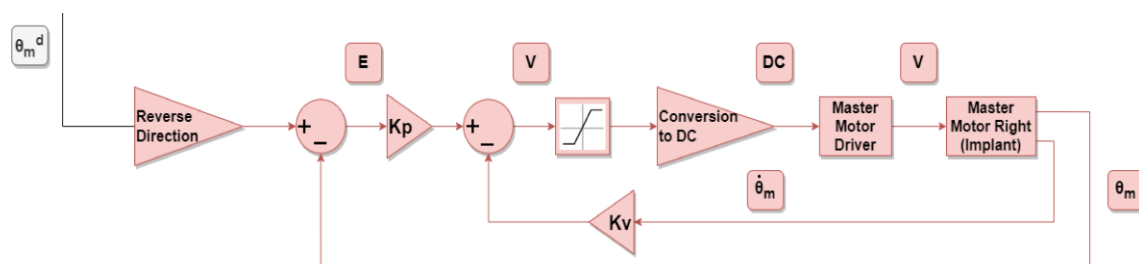 θₘᵈ
E
V
DC
V
Reverse
Direction
+
−
Kp
+
−
Conversion
to DC
Master
Motor
Driver
Master
Motor Right
(Implant)
θ̇ₘ
θₘ
Kv